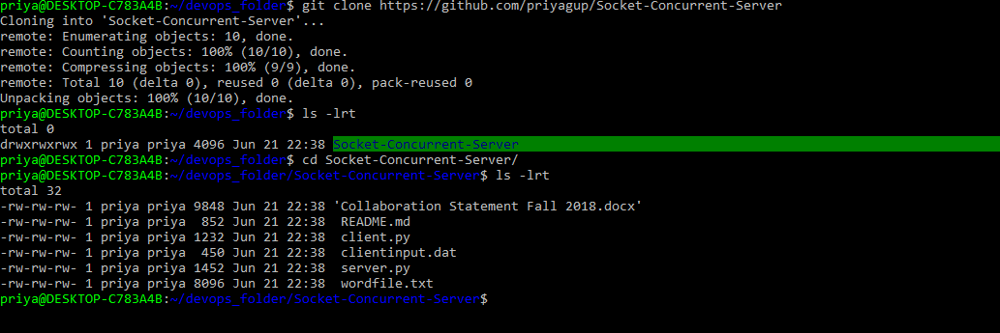 priya@DESKTOP-C783A4B:~/devops_folder$ git clone https://github.com/priyagup/Socket-Concurrent-Server
Cloning into 'Socket-Concurrent-Server'...
remote: Enumerating objects: 10, done.
remote: Counting objects: 100% (10/10), done.
remote: Compressing objects: 100% (9/9), done.
remote: Total 10 (delta 0), reused 0 (delta 0), pack-reused 0
Unpacking objects: 100% (10/10), done.
priya@DESKTOP-C783A4B:~/devops_folder$ ls -lrt
total 0
drwxrwxrwx 1 priya priya 4096 Jun 21 22:38 Socket-Concurrent-Server
priya@DESKTOP-C783A4B:~/devops_folder$ cd Socket-Concurrent-Server/
priya@DESKTOP-C783A4B:~/devops_folder/Socket-Concurrent-Server$ ls -lrt
total 32
-rw-rw-rw- 1 priya priya 9848 Jun 21 22:38 'Collaboration Statement Fall 2018.docx'
-rw-rw-rw- 1 priya priya  852 Jun 21 22:38  README.md
-rw-rw-rw- 1 priya priya 1232 Jun 21 22:38  client.py
-rw-rw-rw- 1 priya priya  450 Jun 21 22:38  clientinput.dat
-rw-rw-rw- 1 priya priya 1452 Jun 21 22:38  server.py
-rw-rw-rw- 1 priya priya 8096 Jun 21 22:38  wordfile.txt
priya@DESKTOP-C783A4B:~/devops_folder/Socket-Concurrent-Server$